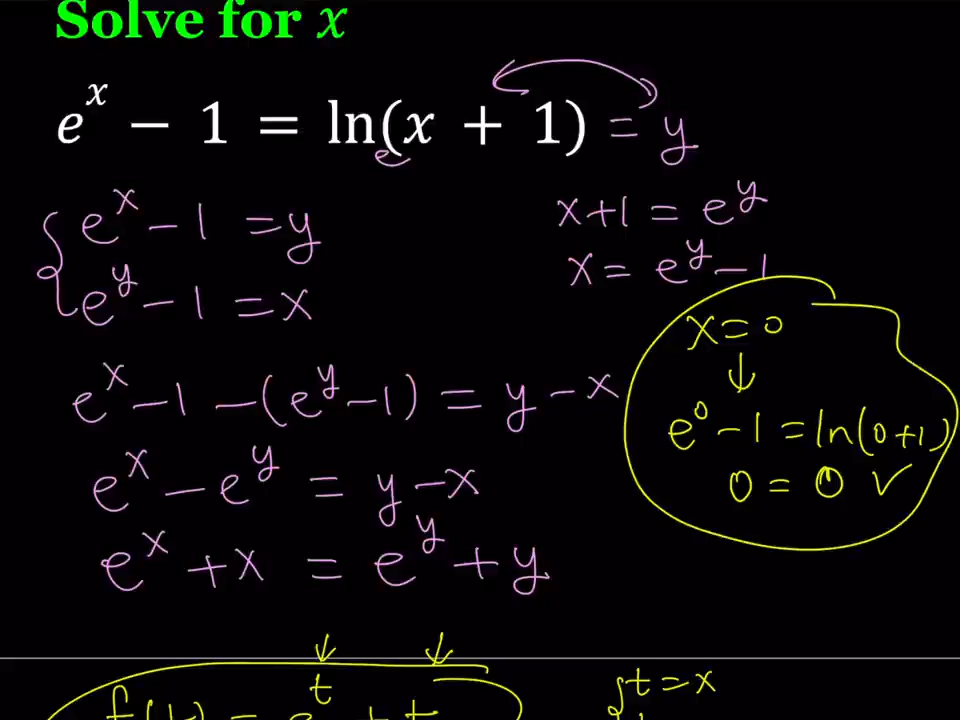 Solve for x
e^x − 1 = ln(x + 1) = y
e
{ e^x − 1 = y
e^y − 1 = x
x+1 = e^y
x = e^y − 1
e^x − 1 − (e^y − 1) = y − x
e^x − e^y = y − x
e^x + x = e^y + y
x = 0
↓
e^0 − 1 = ln(0+1)
0 = 0 ✓
↓ ↓
f(t) = e^t + t
{ t = x